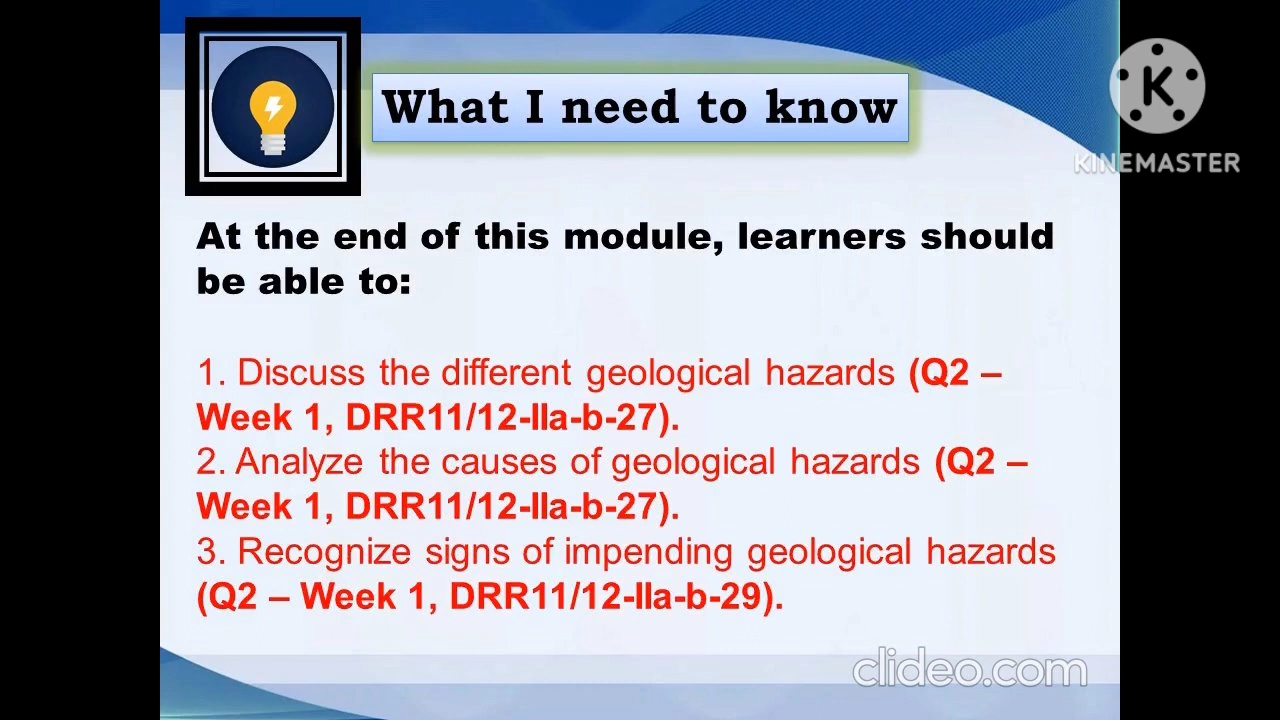 What I need to know
K
KINEMASTER
At the end of this module, learners should
be able to:
1. Discuss the different geological hazards (Q2 –
Week 1, DRR11/12-IIa-b-27).
2. Analyze the causes of geological hazards (Q2 –
Week 1, DRR11/12-IIa-b-27).
3. Recognize signs of impending geological hazards
(Q2 – Week 1, DRR11/12-IIa-b-29).
clideo.com